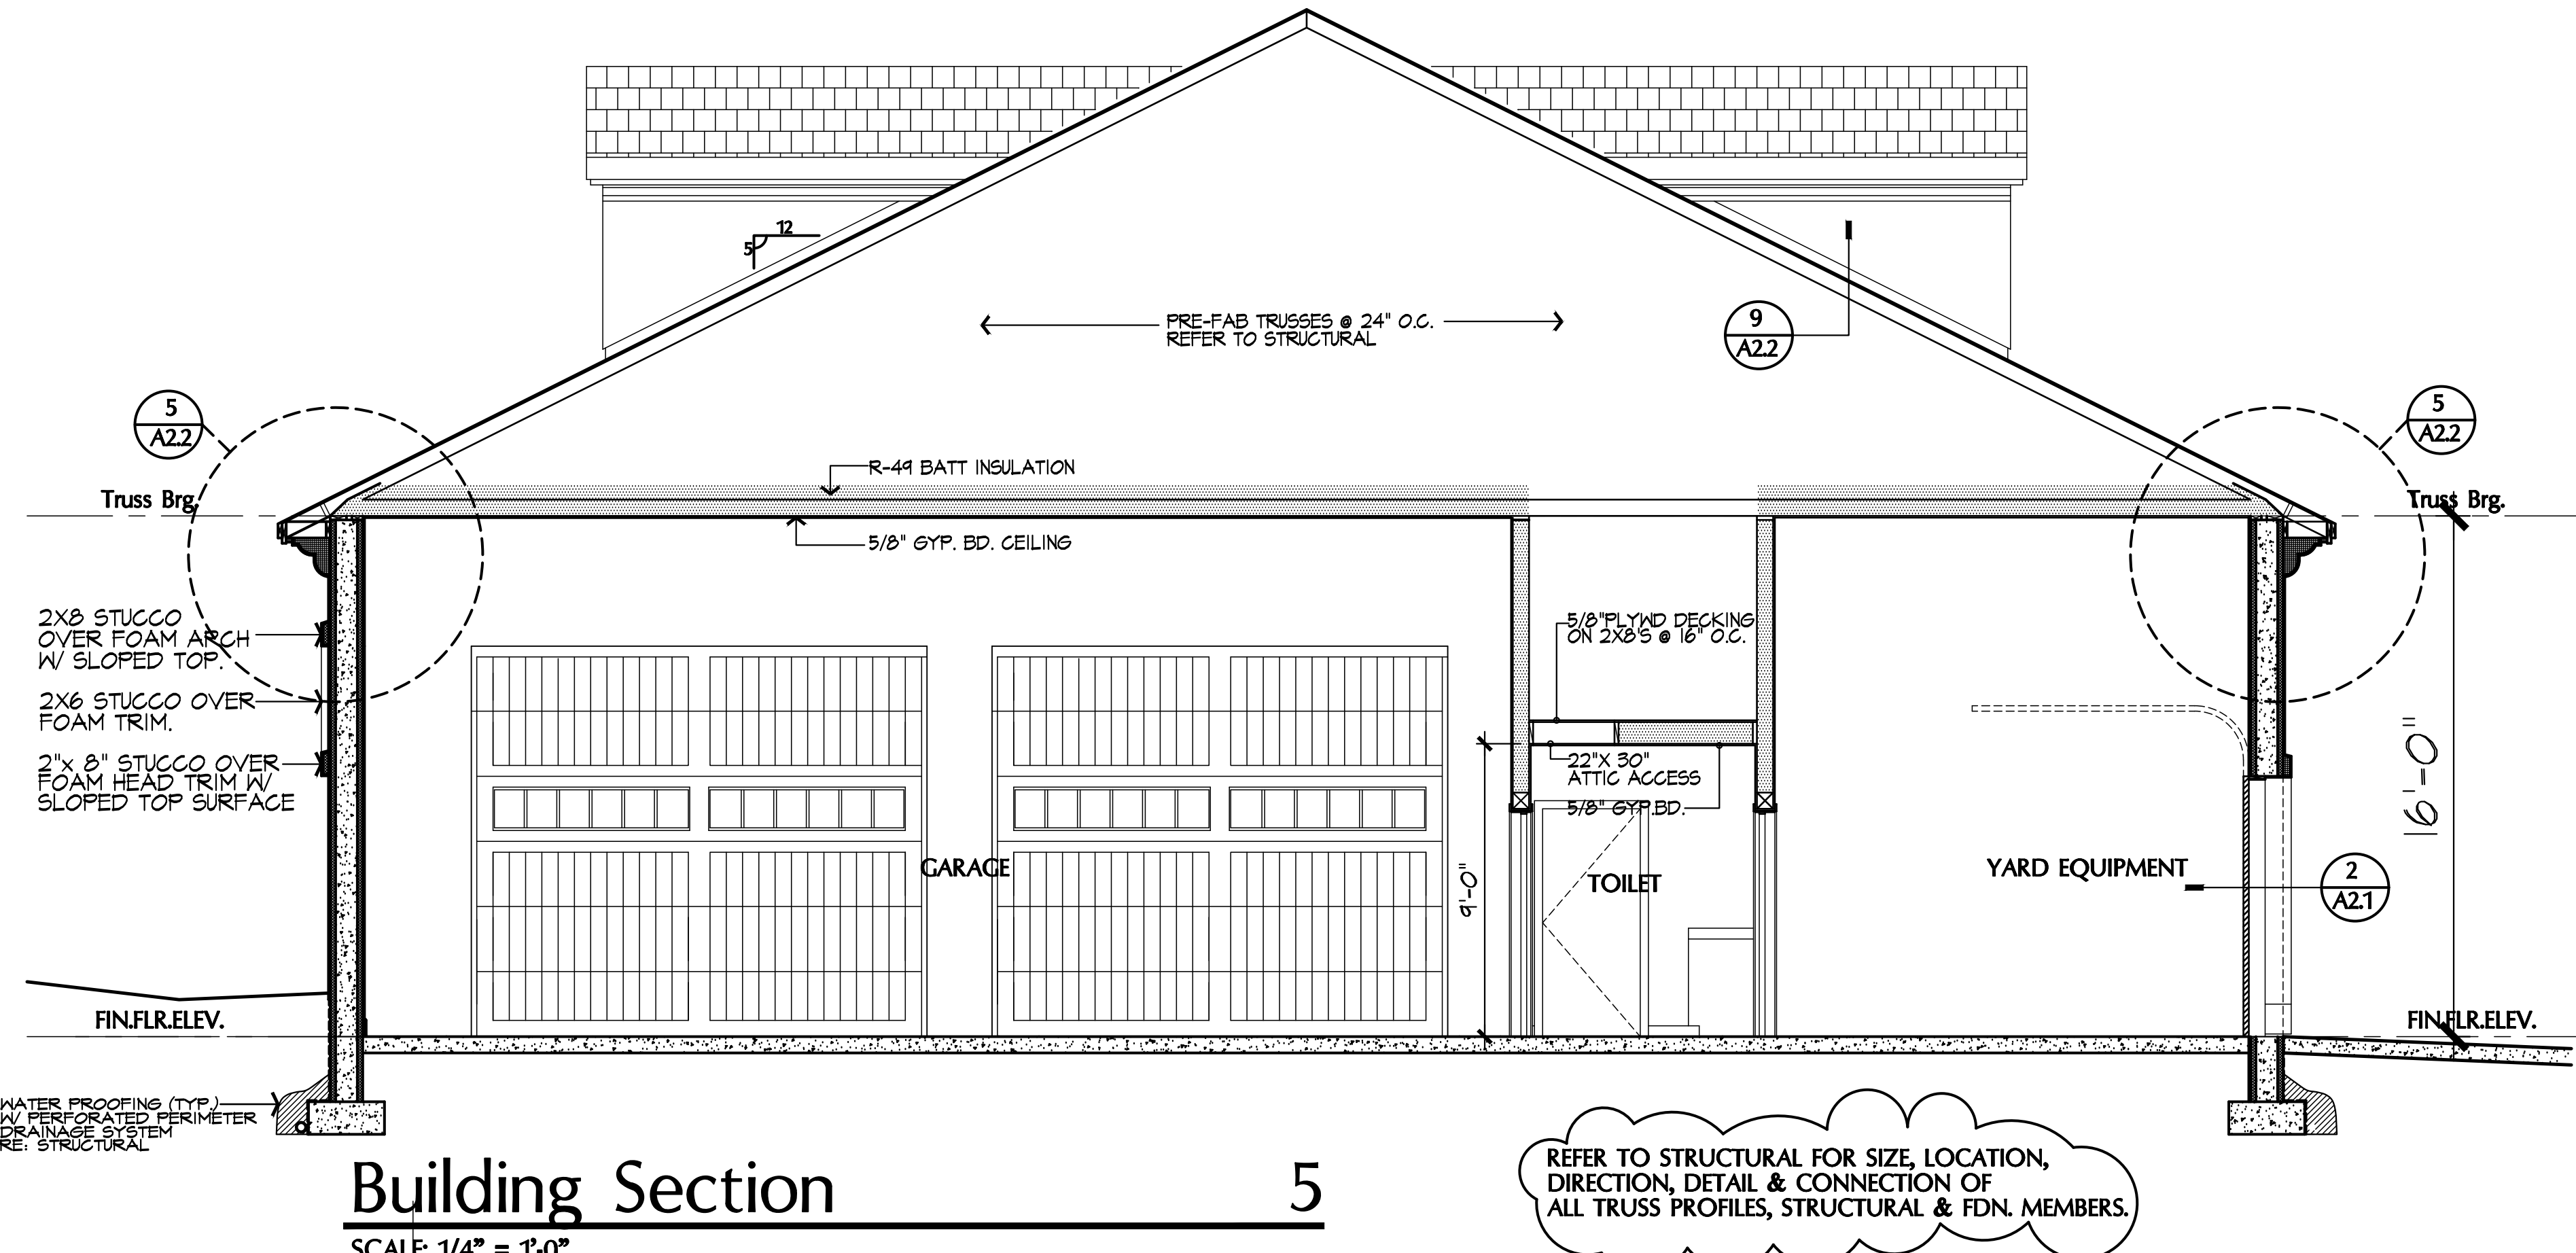 12
5
PRE-FAB TRUSSES @ 24" O.C.
REFER TO STRUCTURAL
9
A2.2
5
A2.2
5
A2.2
R-49 BATT INSULATION
Truss Brg.
Truss Brg.
5/8" GYP. BD. CEILING
2X8 STUCCO
OVER FOAM ARCH
W/ SLOPED TOP.
2X6 STUCCO OVER
FOAM TRIM.
2"x 8" STUCCO OVER
FOAM HEAD TRIM W/
SLOPED TOP SURFACE
5/8"PLYWD DECKING
ON 2X8'S @ 16" O.C.
22"X 30"
ATTIC ACCESS
5/8" GYP.BD.
16'-0"
GARAGE
9'-0"
TOILET
YARD EQUIPMENT
2
A2.1
FIN.FLR.ELEV.
FIN.FLR.ELEV.
WATER PROOFING (TYP.)
W/ PERFORATED PERIMETER
DRAINAGE SYSTEM
RE: STRUCTURAL
Building Section 5
SCALE: 1/4" = 1'-0"
REFER TO STRUCTURAL FOR SIZE, LOCATION,
DIRECTION, DETAIL & CONNECTION OF
ALL TRUSS PROFILES, STRUCTURAL & FDN. MEMBERS.